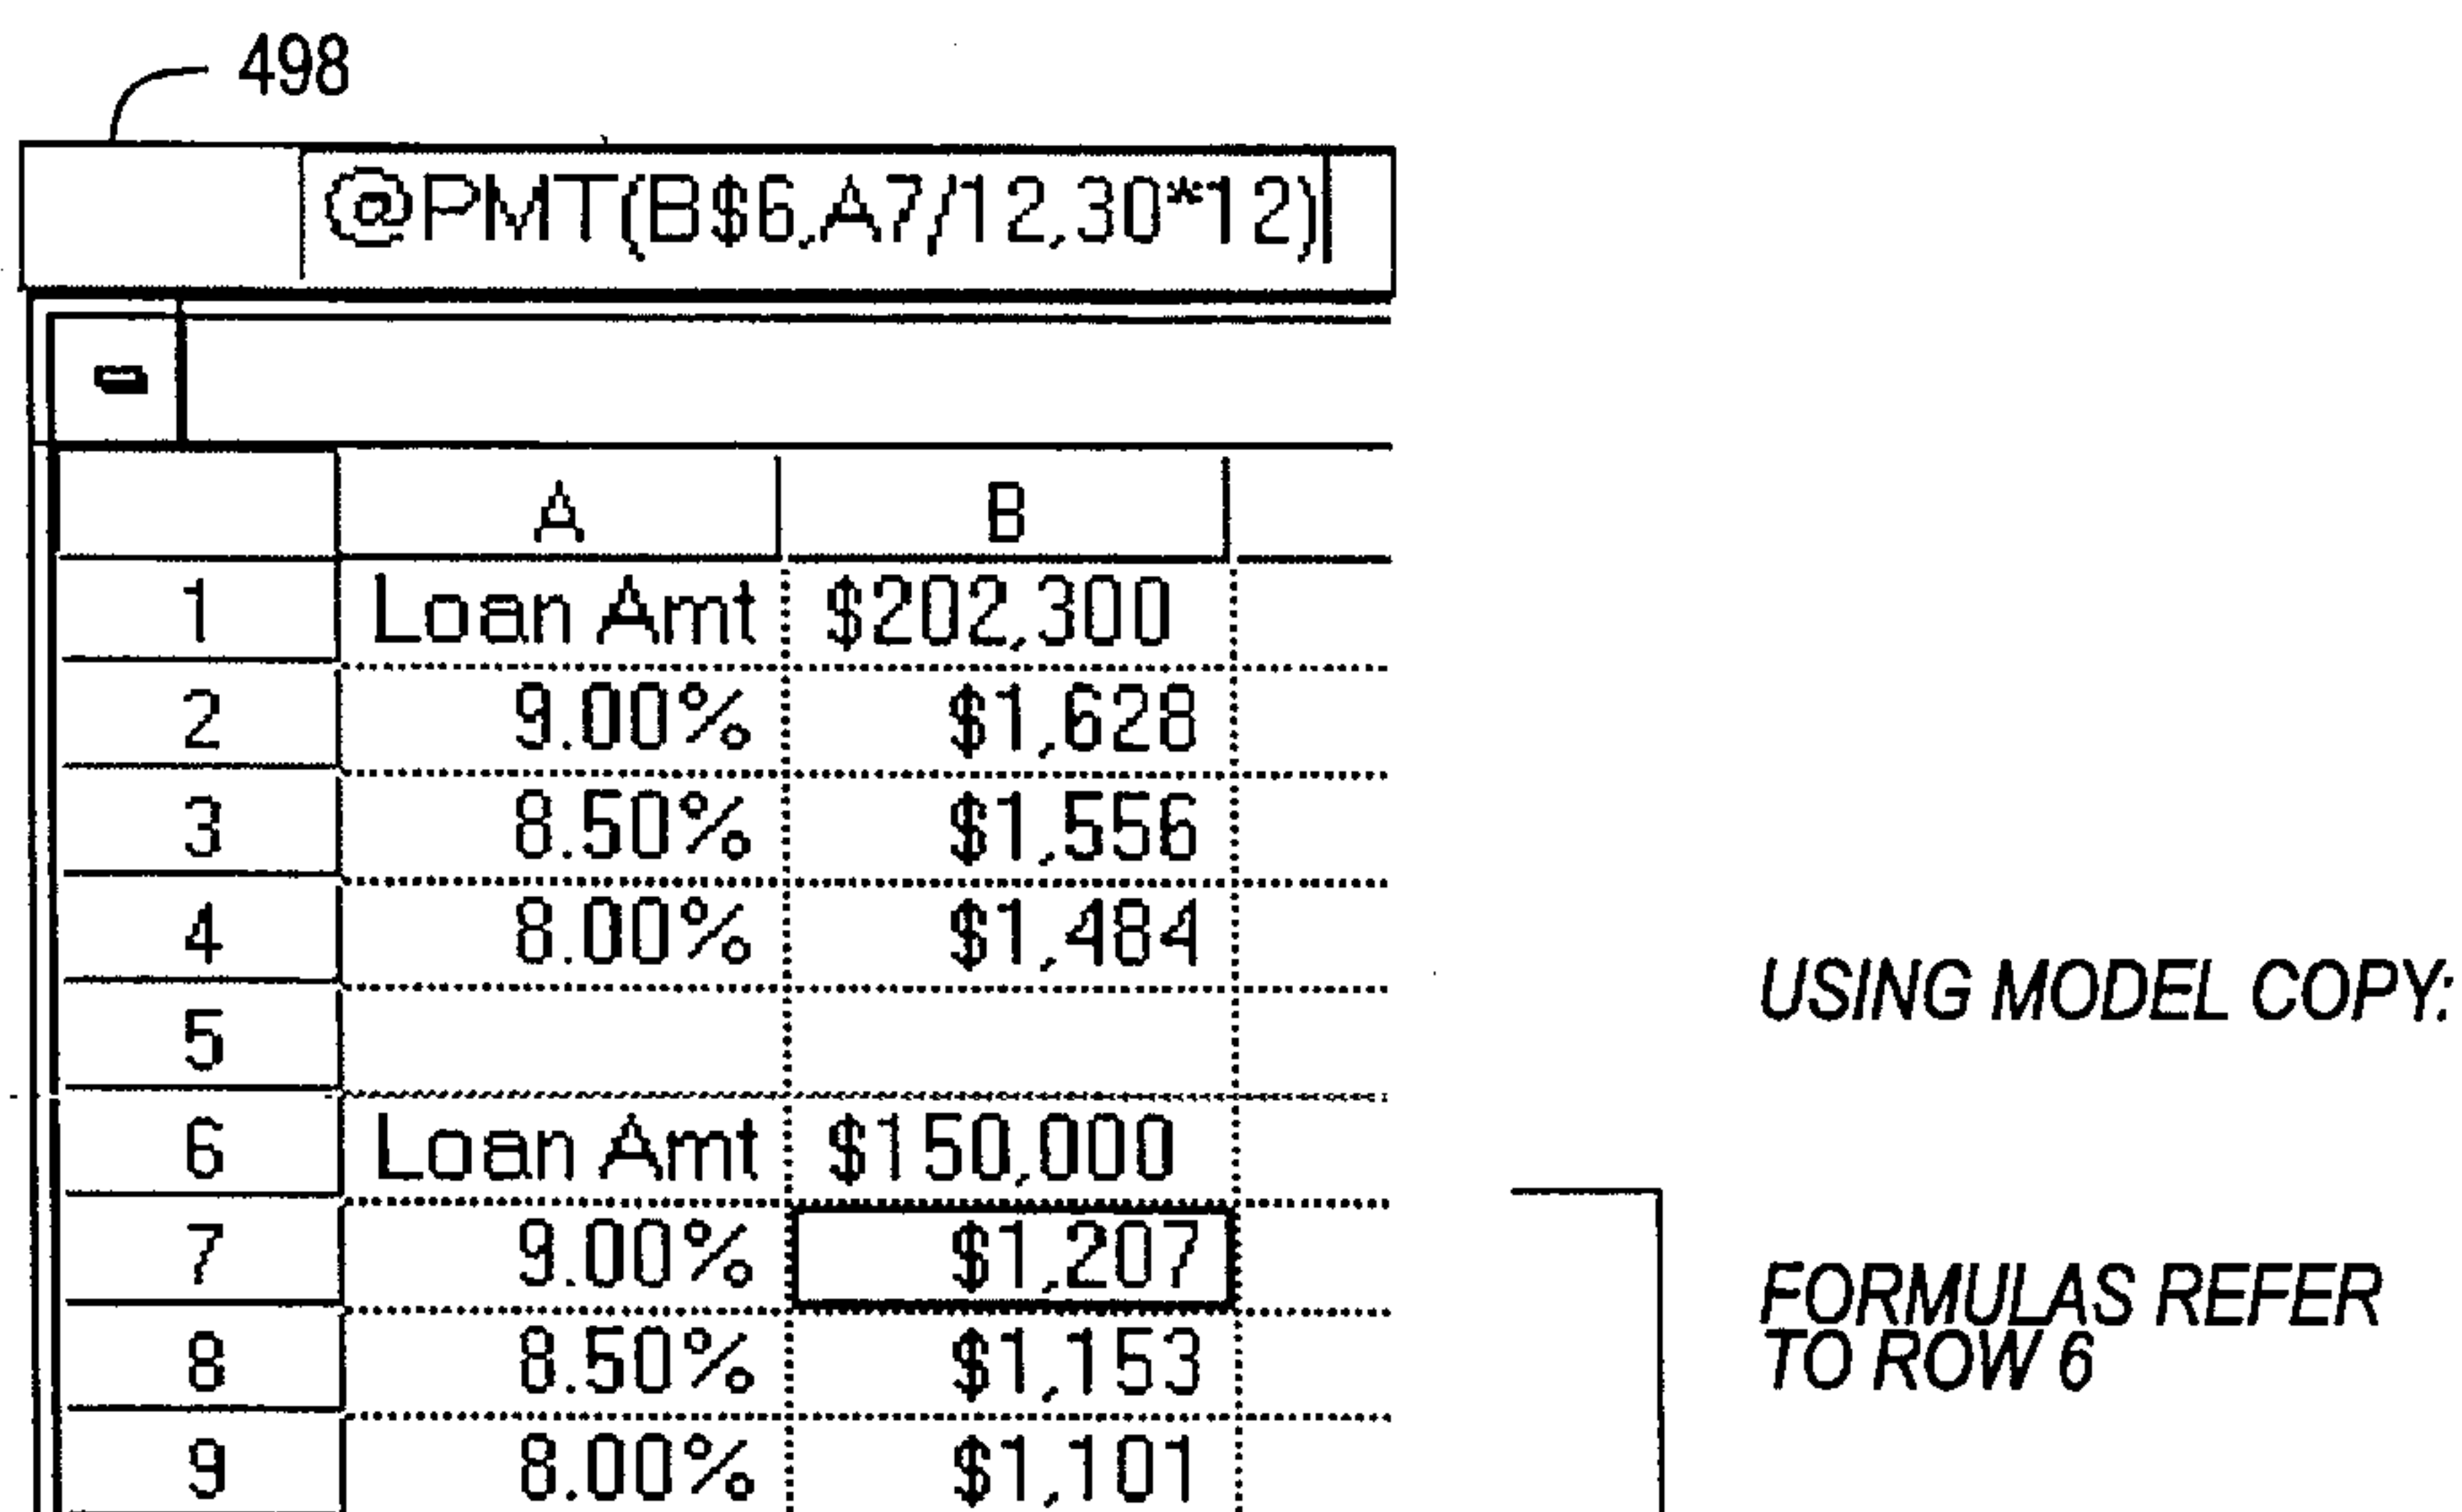 498
@PMT(B$6,A7/12,30*12)
A B
1 Loan Amt $202,300
2 9.00% $1,628
3 8.50% $1,556
4 8.00% $1,484
USING MODEL COPY:
5
6 Loan Amt $150,000
7 9.00% $1,207
FORMULAS REFER
TO ROW 6
8 8.50% $1,153
9 8.00% $1,101